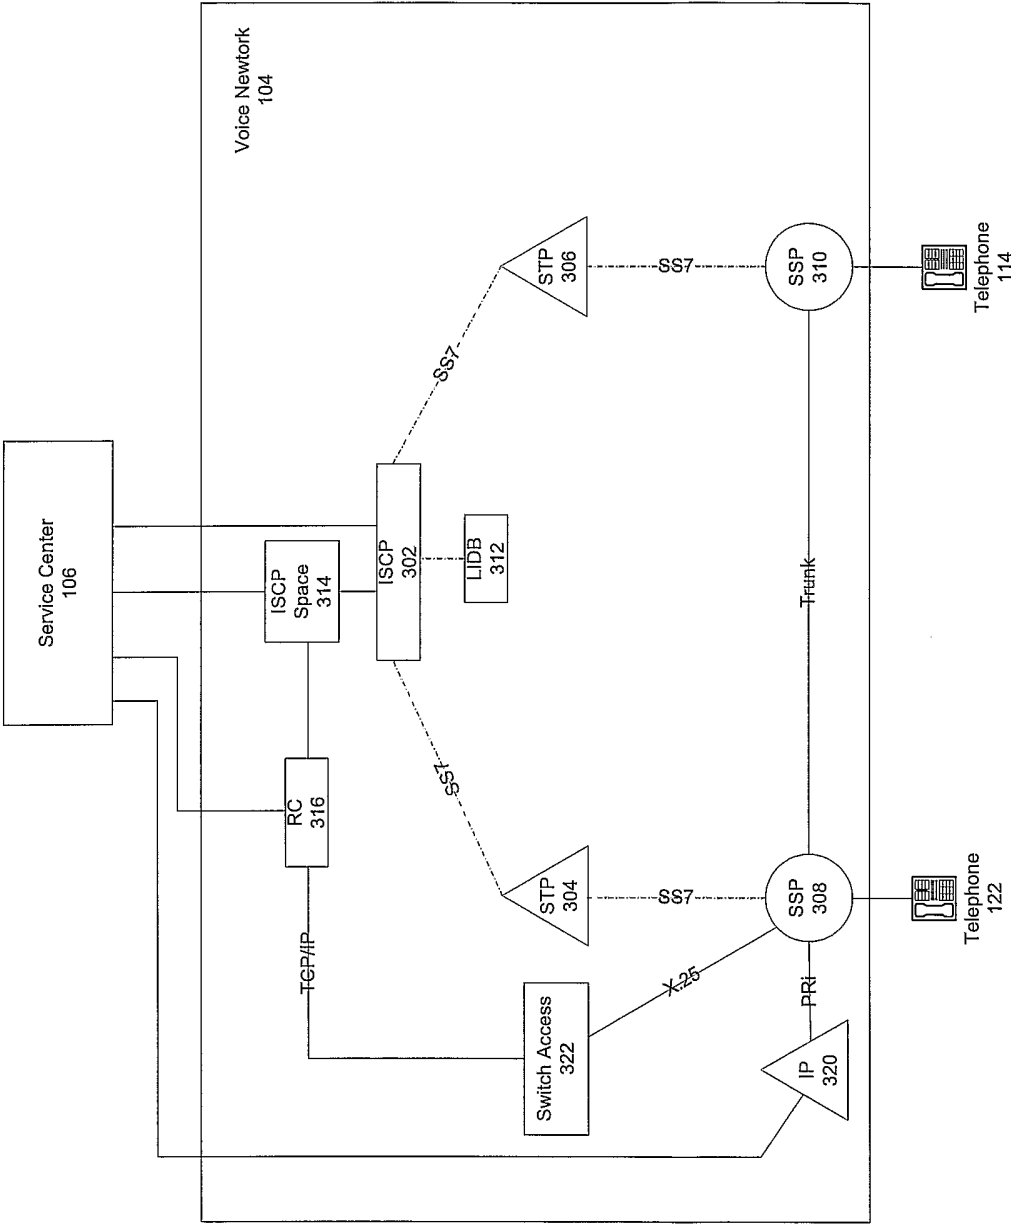 Service Center
106
Voice Newtork
104
ISCP
Space
314
RC
316
ISCP
302
LIDB
312
SS7
SS7
TCP/IP
STP
304
STP
306
Switch Access
322
SS7
SS7
X.25
PRi
IP
320
SSP
308
Trunk
SSP
310
Telephone
122
Telephone
114